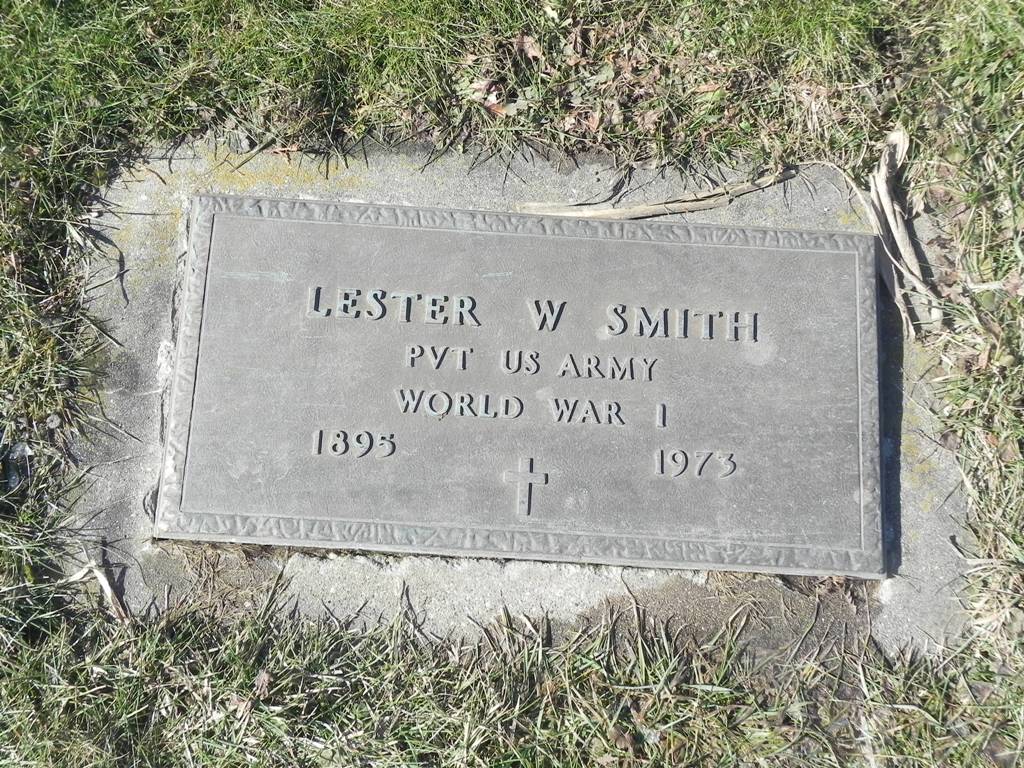 LESTER W SMITH
PVT US ARMY
WORLD WAR I
1895 1973